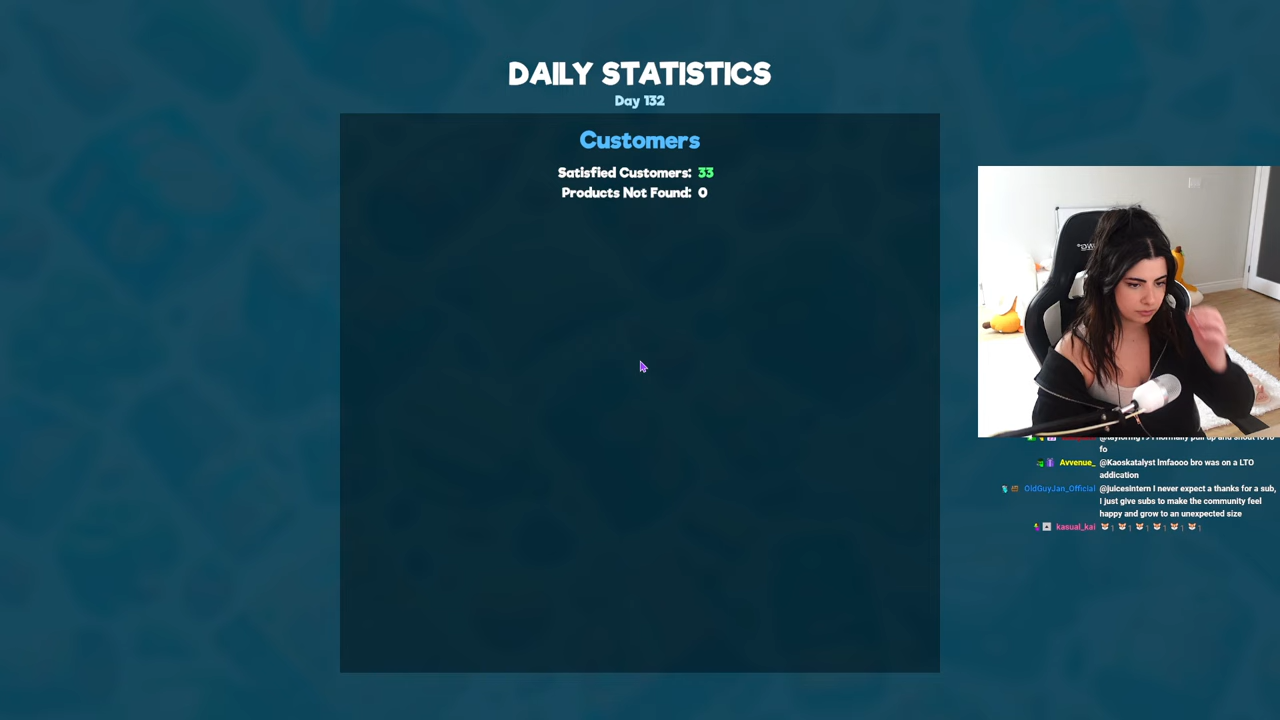 DAILY STATISTICS
Day 132
Customers
Satisfied Customers: 33
Products Not Found: 0
fo
Avvenue_ @Kaoskatalyst lmfaooo bro was on a LTO
addication
OldGuyJan_Official @juicesintern I never expect a thanks for a sub,
I just give subs to make the community feel
happy and grow to an unexpected size
kasual_kai